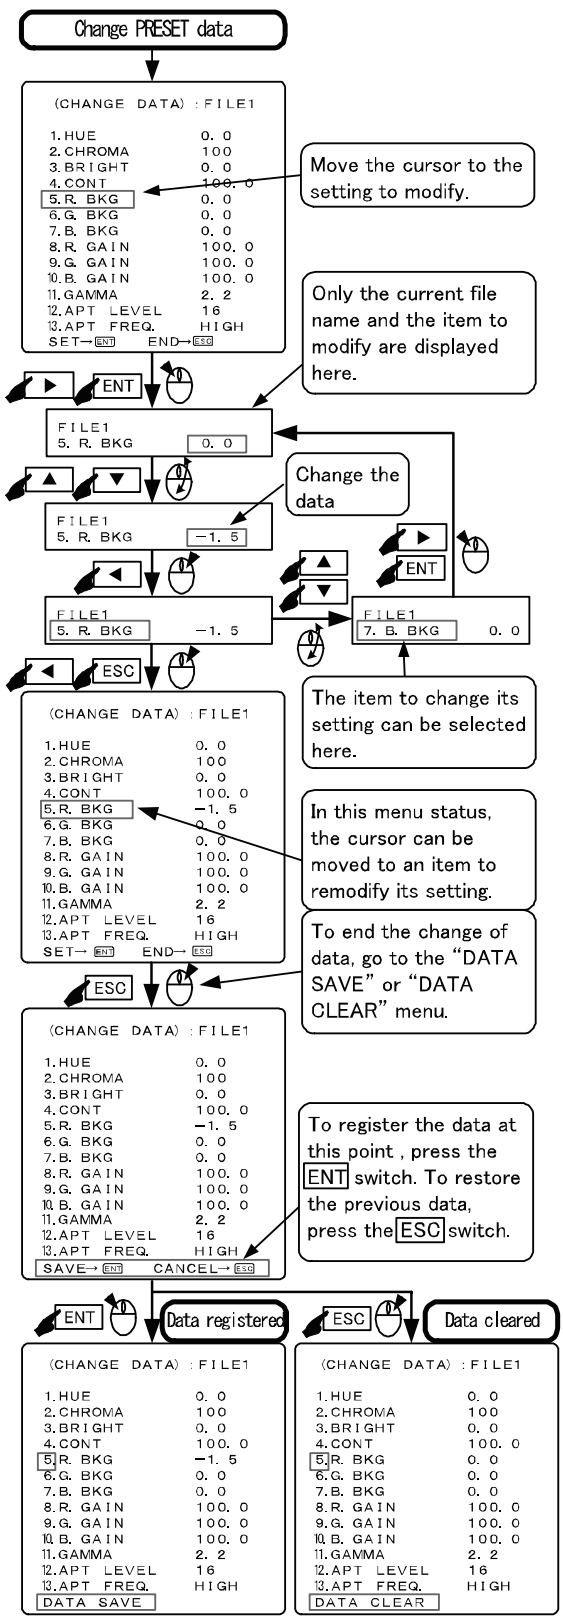 Change PRESET data
(CHANGE DATA) : FILE1
1. HUE 0. 0
2. CHROMA 100
3. BRIGHT 0. 0
4. CONT 100. 0
5. R. BKG 0. 0
6. G. BKG 0. 0
7. B. BKG 0. 0
8. R. GAIN 100. 0
9. G. GAIN 100. 0
10. B. GAIN 100. 0
11. GAMMA 2. 2
12. APT LEVEL 16
13. APT FREQ. HIGH
SET→ ENT END→ ESC
Move the cursor to the
setting to modify.
Only the current file
name and the item to
modify are displayed
here.
▶ ENT
FILE1
5. R. BKG 0. 0
▲ ▼
Change the
data
FILE1
5. R. BKG −1. 5
◀
▶
ENT
FILE1
5. R. BKG −1. 5
▲
▼
FILE1
7. B. BKG 0. 0
◀ ESC
The item to change its
setting can be selected
here.
(CHANGE DATA) : FILE1
1. HUE 0. 0
2. CHROMA 100
3. BRIGHT 0. 0
4. CONT 100. 0
5. R. BKG −1. 5
6. G. BKG 0. 0
7. B. BKG 0. 0
8. R. GAIN 100. 0
9. G. GAIN 100. 0
10. B. GAIN 100. 0
11. GAMMA 2. 2
12. APT LEVEL 16
13. APT FREQ. HIGH
SET→ ENT END→ ESC
In this menu status,
the cursor can be
moved to an item to
remodify its setting.
To end the change of
data, go to the “DATA
SAVE” or “DATA
CLEAR” menu.
ESC
(CHANGE DATA) : FILE1
1. HUE 0. 0
2. CHROMA 100
3. BRIGHT 0. 0
4. CONT 100. 0
5. R. BKG −1. 5
6. G. BKG 0. 0
7. B. BKG 0. 0
8. R. GAIN 100. 0
9. G. GAIN 100. 0
10. B. GAIN 100. 0
11. GAMMA 2. 2
12. APT LEVEL 16
13. APT FREQ. HIGH
SAVE→ ENT CANCEL→ ESC
To register the data at
this point , press the
ENT switch. To restore
the previous data,
press the ESC switch.
ENT Data registered
(CHANGE DATA) : FILE1
1. HUE 0. 0
2. CHROMA 100
3. BRIGHT 0. 0
4. CONT 100. 0
5. R. BKG −1. 5
6. G. BKG 0. 0
7. B. BKG 0. 0
8. R. GAIN 100. 0
9. G. GAIN 100. 0
10. B. GAIN 100. 0
11. GAMMA 2. 2
12. APT LEVEL 16
13. APT FREQ. HIGH
DATA SAVE
ESC Data cleared
(CHANGE DATA) : FILE1
1. HUE 0. 0
2. CHROMA 100
3. BRIGHT 0. 0
4. CONT 100. 0
5. R. BKG 0. 0
6. G. BKG 0. 0
7. B. BKG 0. 0
8. R. GAIN 100. 0
9. G. GAIN 100. 0
10. B. GAIN 100. 0
11. GAMMA 2. 2
12. APT LEVEL 16
13. APT FREQ. HIGH
DATA CLEAR